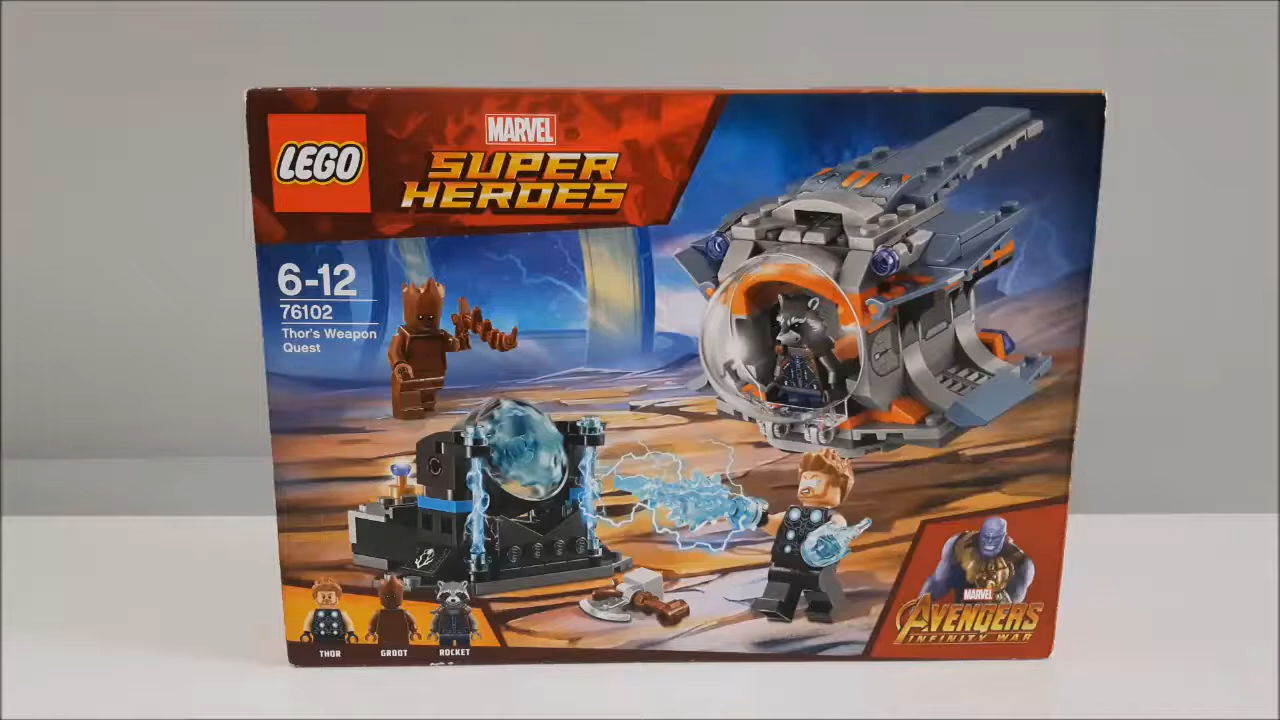 LEGO
MARVEL
SUPER
HEROES
6-12
76102
Thor's Weapon
Quest
THOR
GROOT
ROCKET
MARVEL
AVENGERS
INFINITY WAR